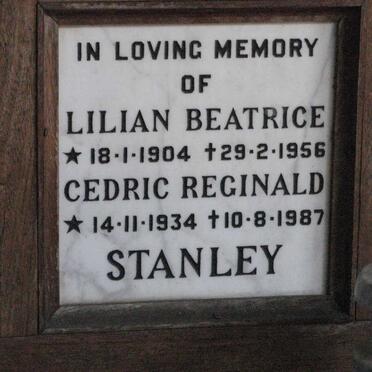 IN LOVING MEMORY
OF
LILIAN BEATRICE
★ 18·1·1904 ✝29·2·1956
CEDRIC REGINALD
★ 14·11·1934 ✝10·8·1987
STANLEY